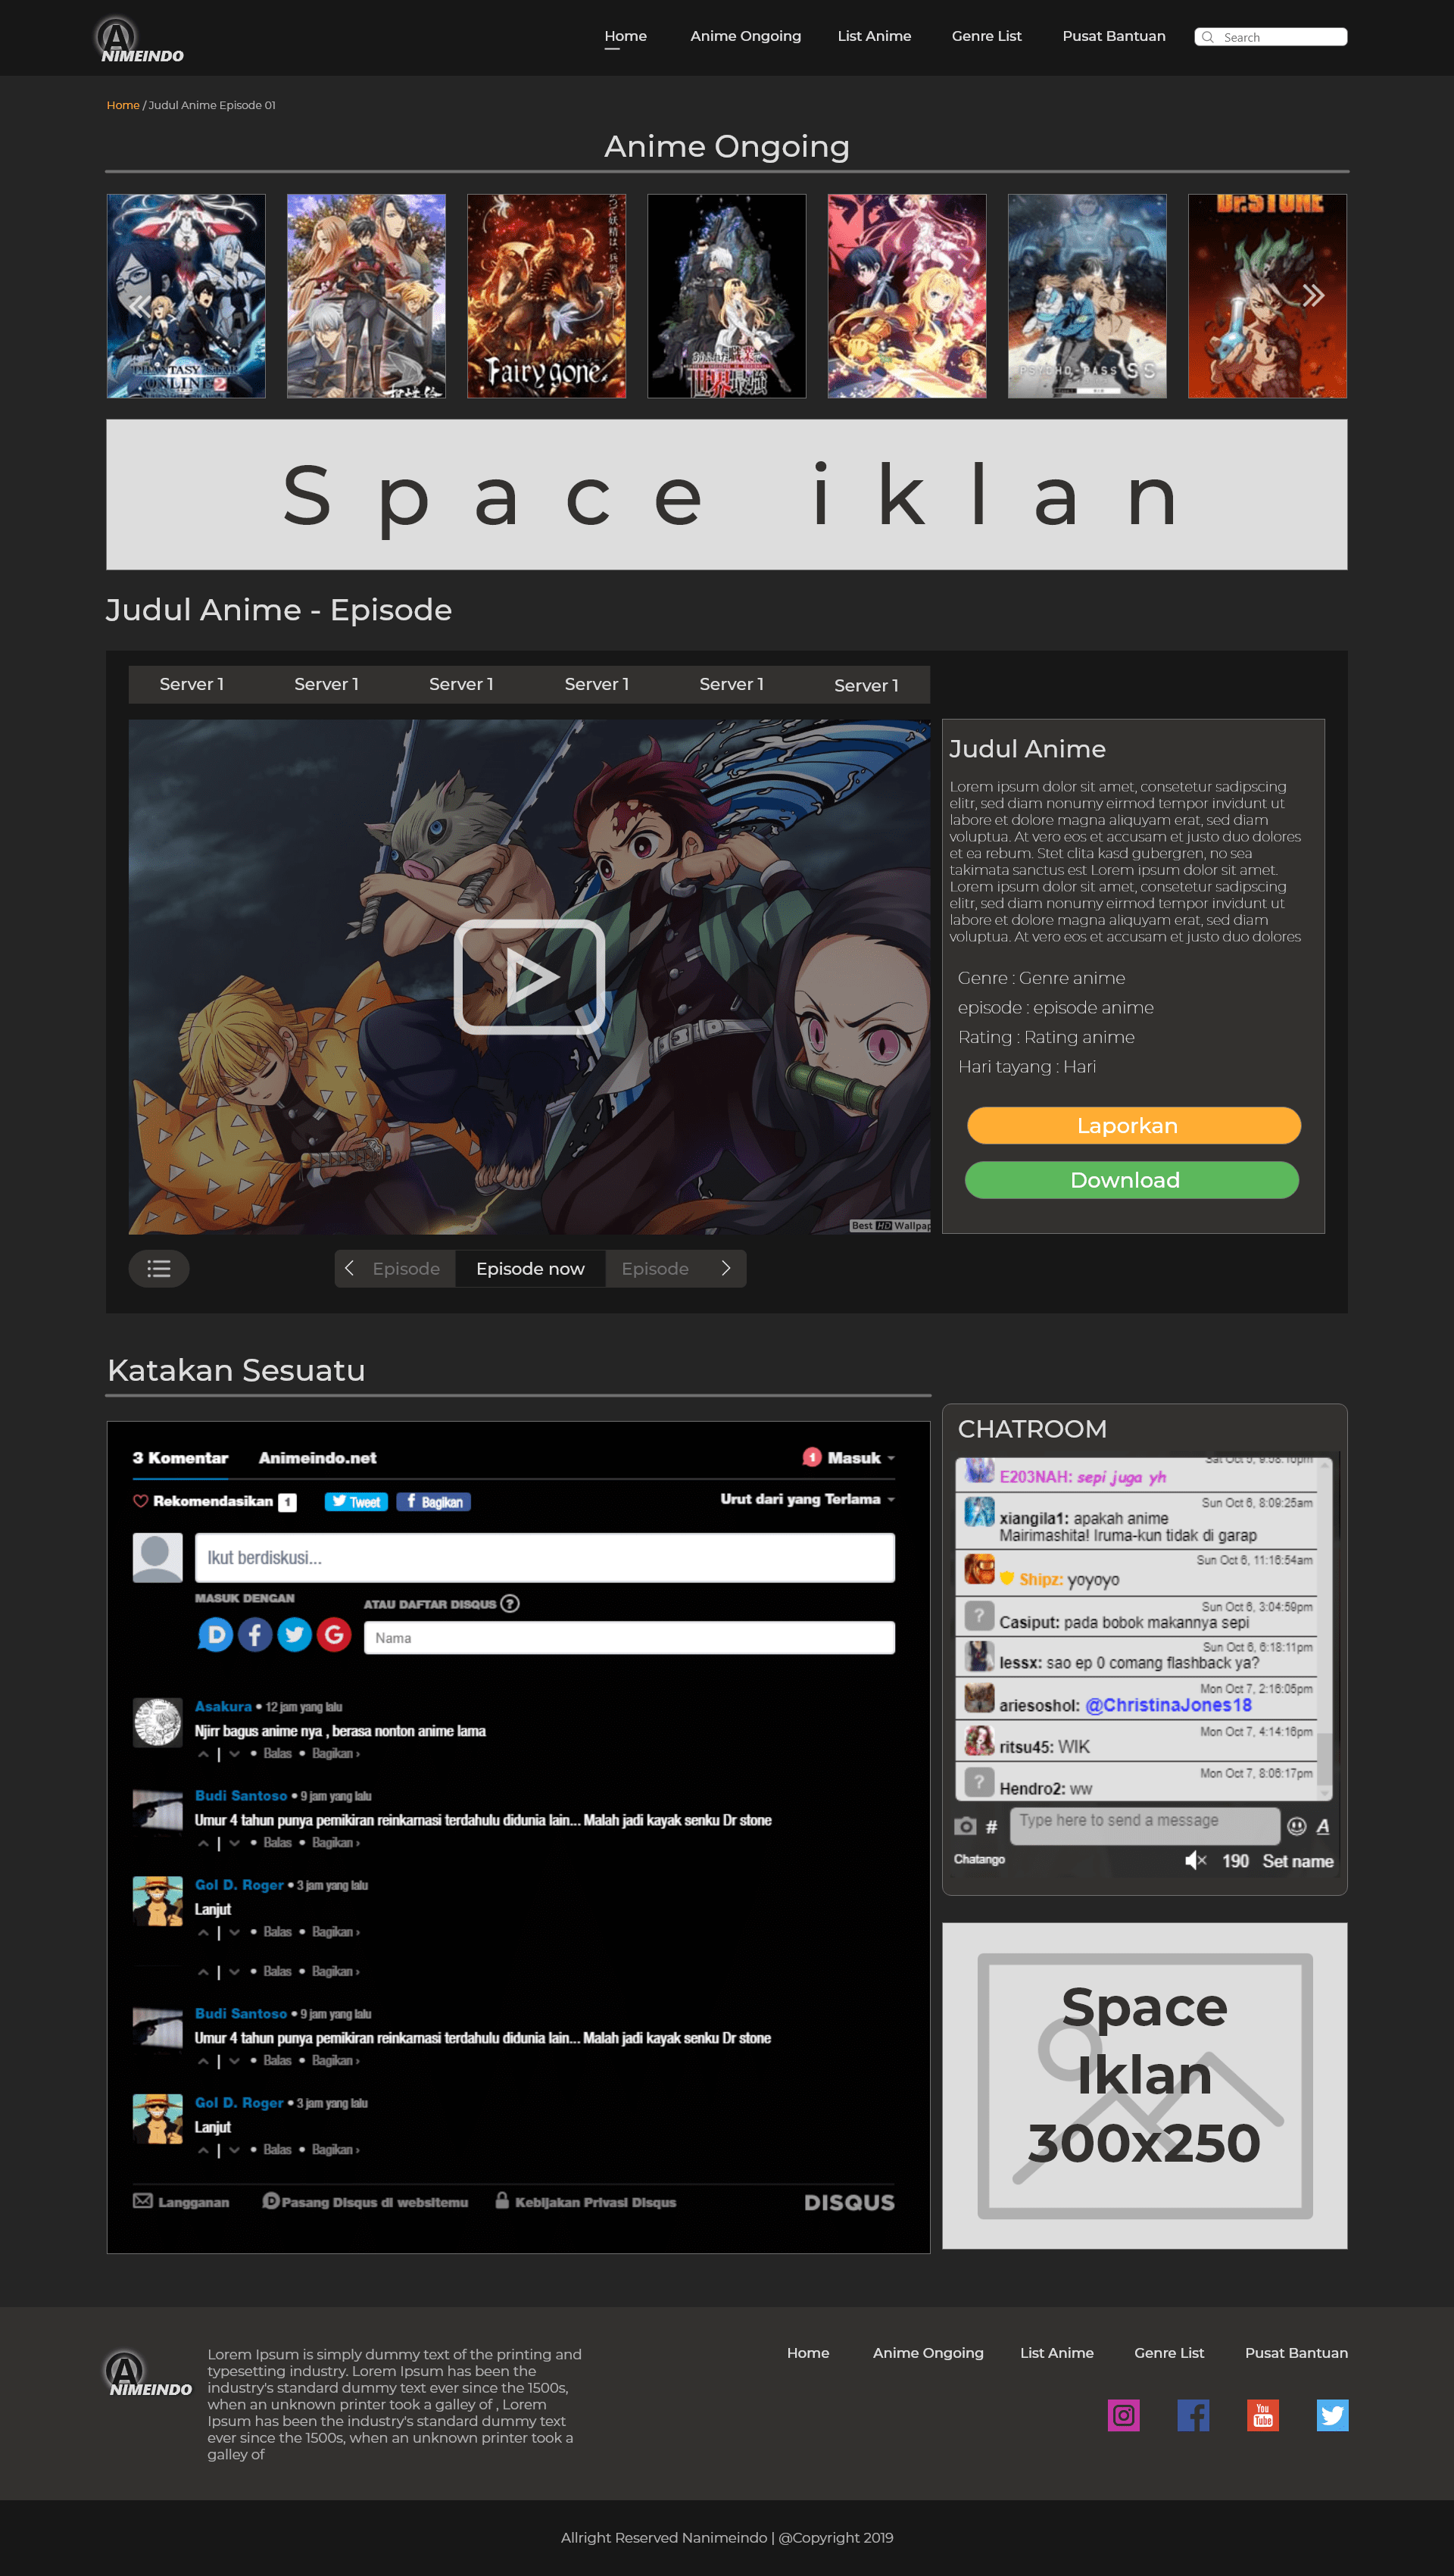 NIMEINDO
Home Anime Ongoing List Anime Genre List Pusat Bantuan Search
Home / Judul Anime Episode 01
Anime Ongoing
PHANTASY STAR ONLINE 2
Fairy gone
世界最強
PSYCHO-PASS SS
Dr.STONE
Space iklan
Judul Anime - Episode
Server 1 Server 1 Server 1 Server 1 Server 1 Server 1
Judul Anime
Lorem ipsum dolor sit amet, consetetur sadipscing
elitr, sed diam nonumy eirmod tempor invidunt ut
labore et dolore magna aliquyam erat, sed diam
voluptua. At vero eos et accusam et justo duo dolores
et ea rebum. Stet clita kasd gubergren, no sea
takimata sanctus est Lorem ipsum dolor sit amet.
Lorem ipsum dolor sit amet, consetetur sadipscing
elitr, sed diam nonumy eirmod tempor invidunt ut
labore et dolore magna aliquyam erat, sed diam
voluptua. At vero eos et accusam et justo duo dolores
Genre : Genre anime
episode : episode anime
Rating : Rating anime
Hari tayang : Hari
Laporkan
Download
Best HD Wallpap
Episode Episode now Episode
Katakan Sesuatu
3 Komentar Animeindo.net 1 Masuk
Rekomendasikan 1 Tweet f Bagikan Urut dari yang Terlama
Ikut berdiskusi...
MASUK DENGAN
ATAU DAFTAR DISQUS ?
D f G
Nama
Asakura • 12 jam yang lalu
Njirr bagus anime nya , berasa nonton anime lama
• Balas • Bagikan ›
Budi Santoso • 9 jam yang lalu
Umur 4 tahun punya pemikiran reinkarnasi terdahulu didunia lain... Malah jadi kayak senku Dr stone
• Balas • Bagikan ›
Gol D. Roger • 3 jam yang lalu
Lanjut
• Balas • Bagikan ›
• Balas • Bagikan ›
Budi Santoso • 9 jam yang lalu
Umur 4 tahun punya pemikiran reinkarnasi terdahulu didunia lain... Malah jadi kayak senku Dr stone
• Balas • Bagikan ›
Gol D. Roger • 3 jam yang lalu
Lanjut
• Balas • Bagikan ›
Langganan D Pasang Disqus di websitemu Kebijakan Privasi Disqus DISQUS
CHATROOM
Sat Oct 5, 9:58:10pm
E203NAH: sepi juga yh
Sun Oct 6, 8:09:25am
xiangila1: apakah anime
Mairimashita! Iruma-kun tidak di garap
Sun Oct 6, 11:16:54am
Shipz: yoyoyo
Sun Oct 6, 3:04:59pm
Casiput: pada bobok makannya sepi
Sun Oct 6, 6:18:11pm
lessx: sao ep 0 comang flashback ya?
Mon Oct 7, 2:16:05pm
ariesoshol: @ChristinaJones18
Mon Oct 7, 4:14:16pm
ritsu45: WIK
Mon Oct 7, 8:06:17pm
Hendro2: ww
# Type here to send a message A
Chatango 190 Set name
Space
Iklan
300x250
NIMEINDO
Lorem Ipsum is simply dummy text of the printing and
typesetting industry. Lorem Ipsum has been the
industry's standard dummy text ever since the 1500s,
when an unknown printer took a galley of , Lorem
Ipsum has been the industry's standard dummy text
ever since the 1500s, when an unknown printer took a
galley of
Home Anime Ongoing List Anime Genre List Pusat Bantuan
You Tube
Allright Reserved Nanimeindo | @Copyright 2019